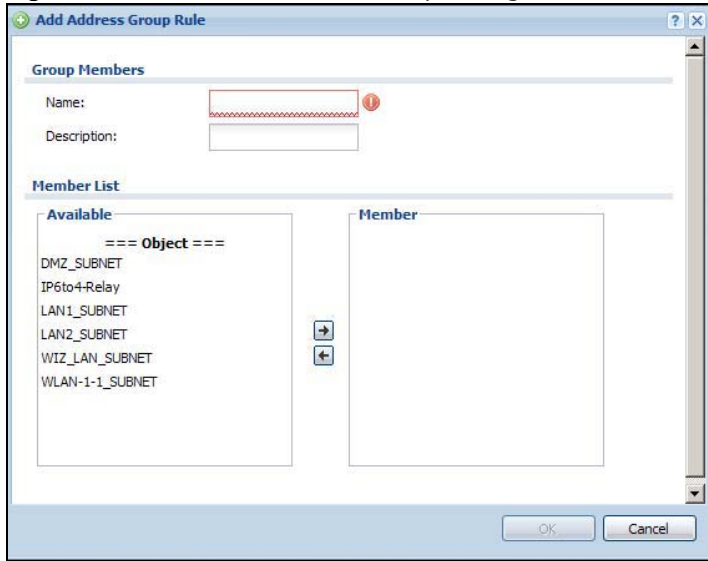 Add Address Group Rule
Group Members
Name:
Description:
Member List
Available
Member
=== Object ===
DMZ_SUBNET
IP6to4-Relay
LAN1_SUBNET
LAN2_SUBNET
WIZ_LAN_SUBNET
WLAN-1-1_SUBNET
OK
Cancel